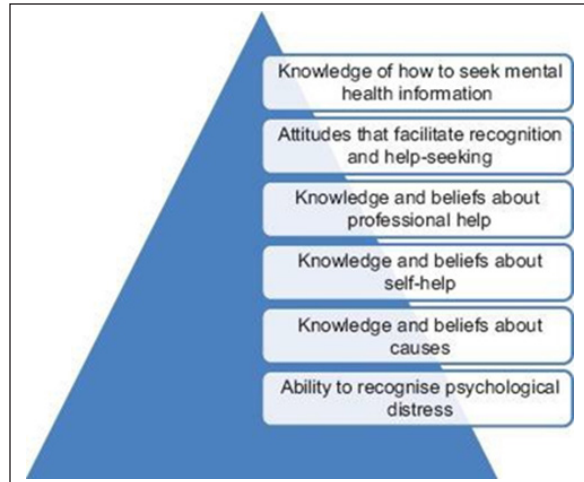 Knowledge of how to seek mental
health information
Attitudes that facilitate recognition
and help-seeking
Knowledge and beliefs about
professional help
Knowledge and beliefs about
self-help
Knowledge and beliefs about
causes
Ability to recognise psychological
distress